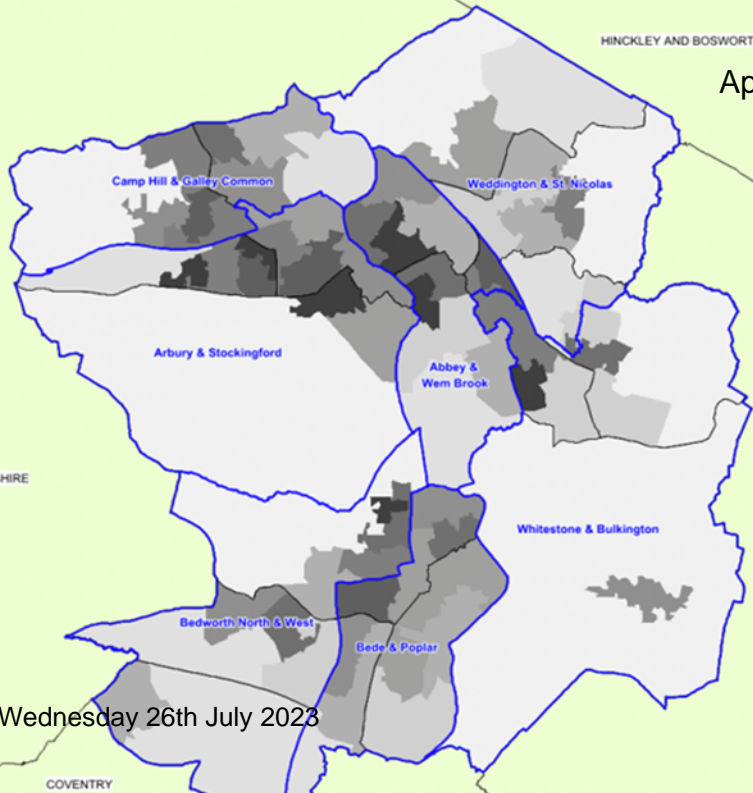 HINCKLEY AND BOSWORT
Ap
Camp Hill & Galley Common
Weddington & St. Nicolas
Arbury & Stockingford
Abbey &
Wem Brook
HIRE
Whitestone & Bulkington
Bedworth North & West
Bede & Poplar
Wednesday 26th July 2023
COVENTRY